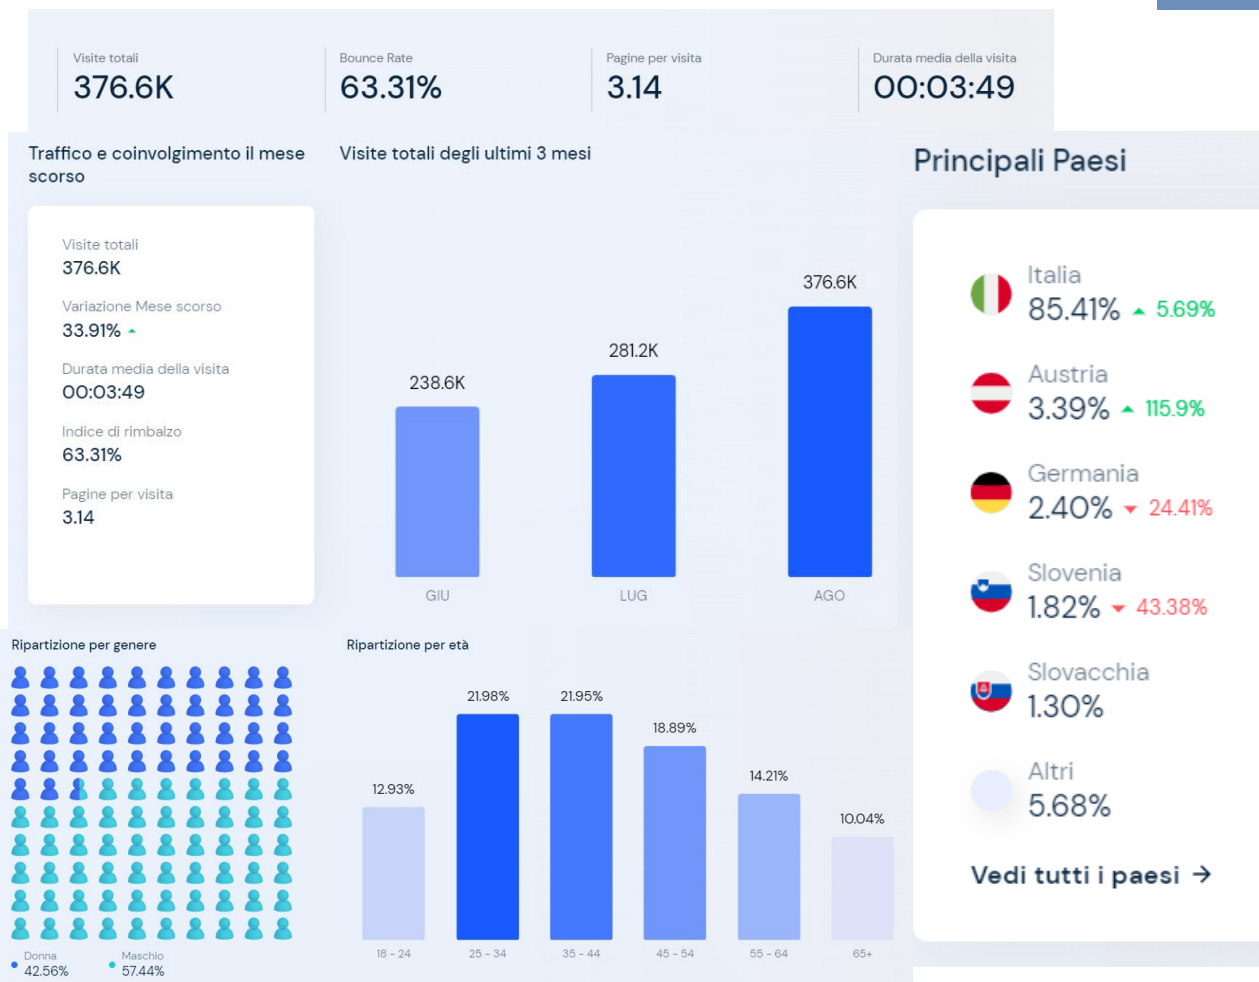 Visite totali
376.6K
Bounce Rate
63.31%
Pagine per visita
3.14
Durata media della visita
00:03:49
Traffico e coinvolgimento il mese
scorso
Visite totali
376.6K
Variazione Mese scorso
33.91%
Durata media della visita
00:03:49
Indice di rimbalzo
63.31%
Pagine per visita
3.14
Visite totali degli ultimi 3 mesi
238.6K
281.2K
376.6K
GIU
LUG
AGO
Principali Paesi
Italia
85.41% 5.69%
Austria
3.39% 115.9%
Germania
2.40% 24.41%
Slovenia
1.82% 43.38%
Slovacchia
1.30%
Altri
5.68%
Vedi tutti i paesi →
Ripartizione per genere
Donna
42.56%
Maschio
57.44%
Ripartizione per età
12.93%
21.98%
21.95%
18.89%
14.21%
10.04%
18 - 24
25 - 34
35 - 44
45 - 54
55 - 64
65+